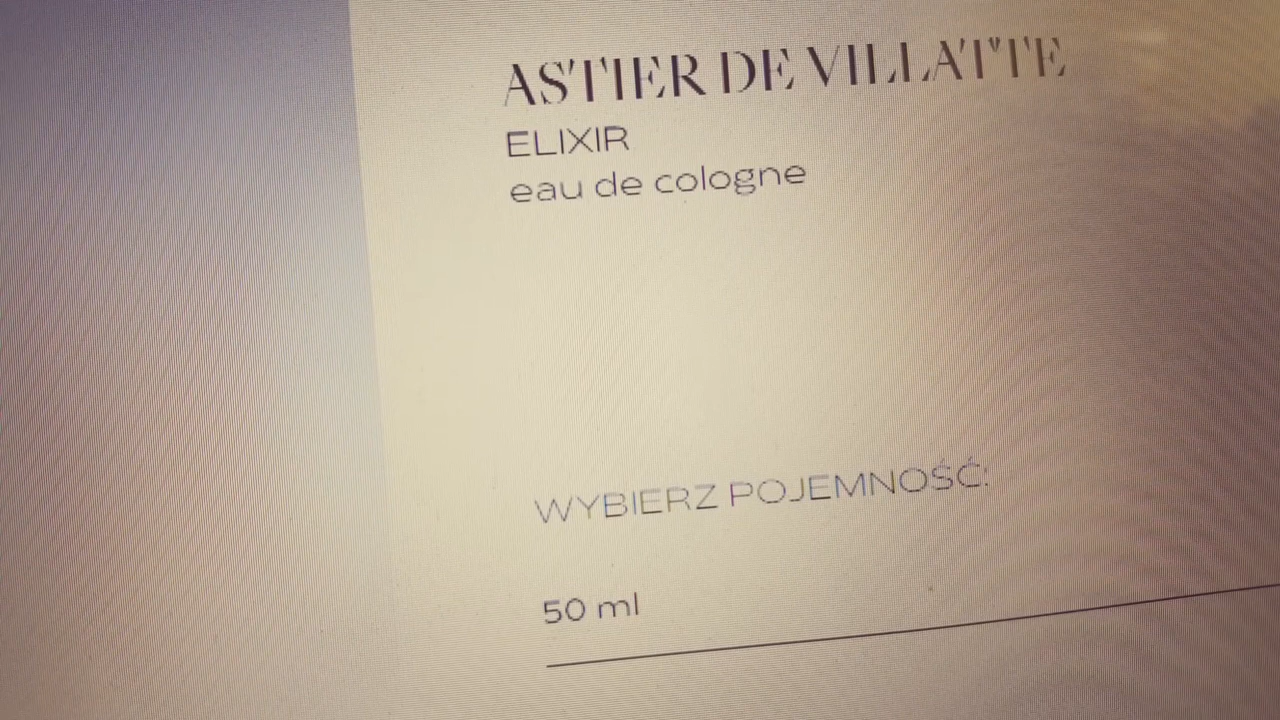 ASTIER DE VILLATTE
ELIXIR
eau de cologne
WYBIERZ POJEMNOŚĆ:
50 ml